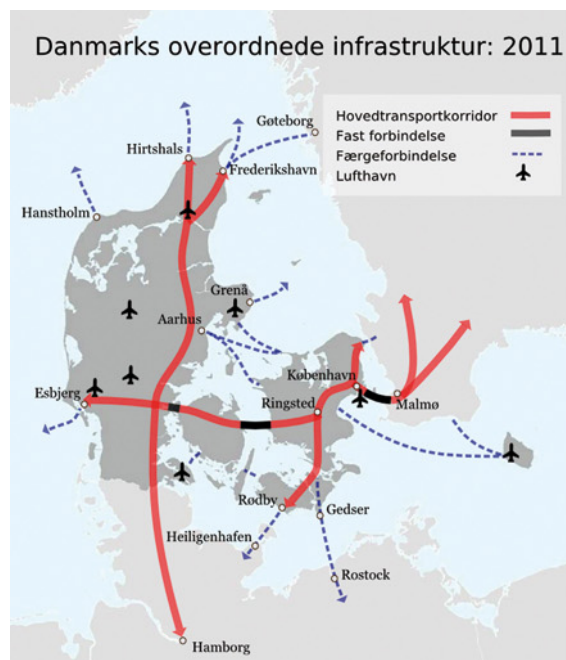 Danmarks overordnede infrastruktur: 2011
Hovedtransportkorridor
Fast forbindelse
Færgeforbindelse
Lufthavn
Gøteborg
Hirtshals
Frederikshavn
Hanstholm
Grenå
Aarhus
København
Esbjerg
Ringsted
Malmø
Rødby
Gedser
Heiligenhafen
Rostock
Hamborg